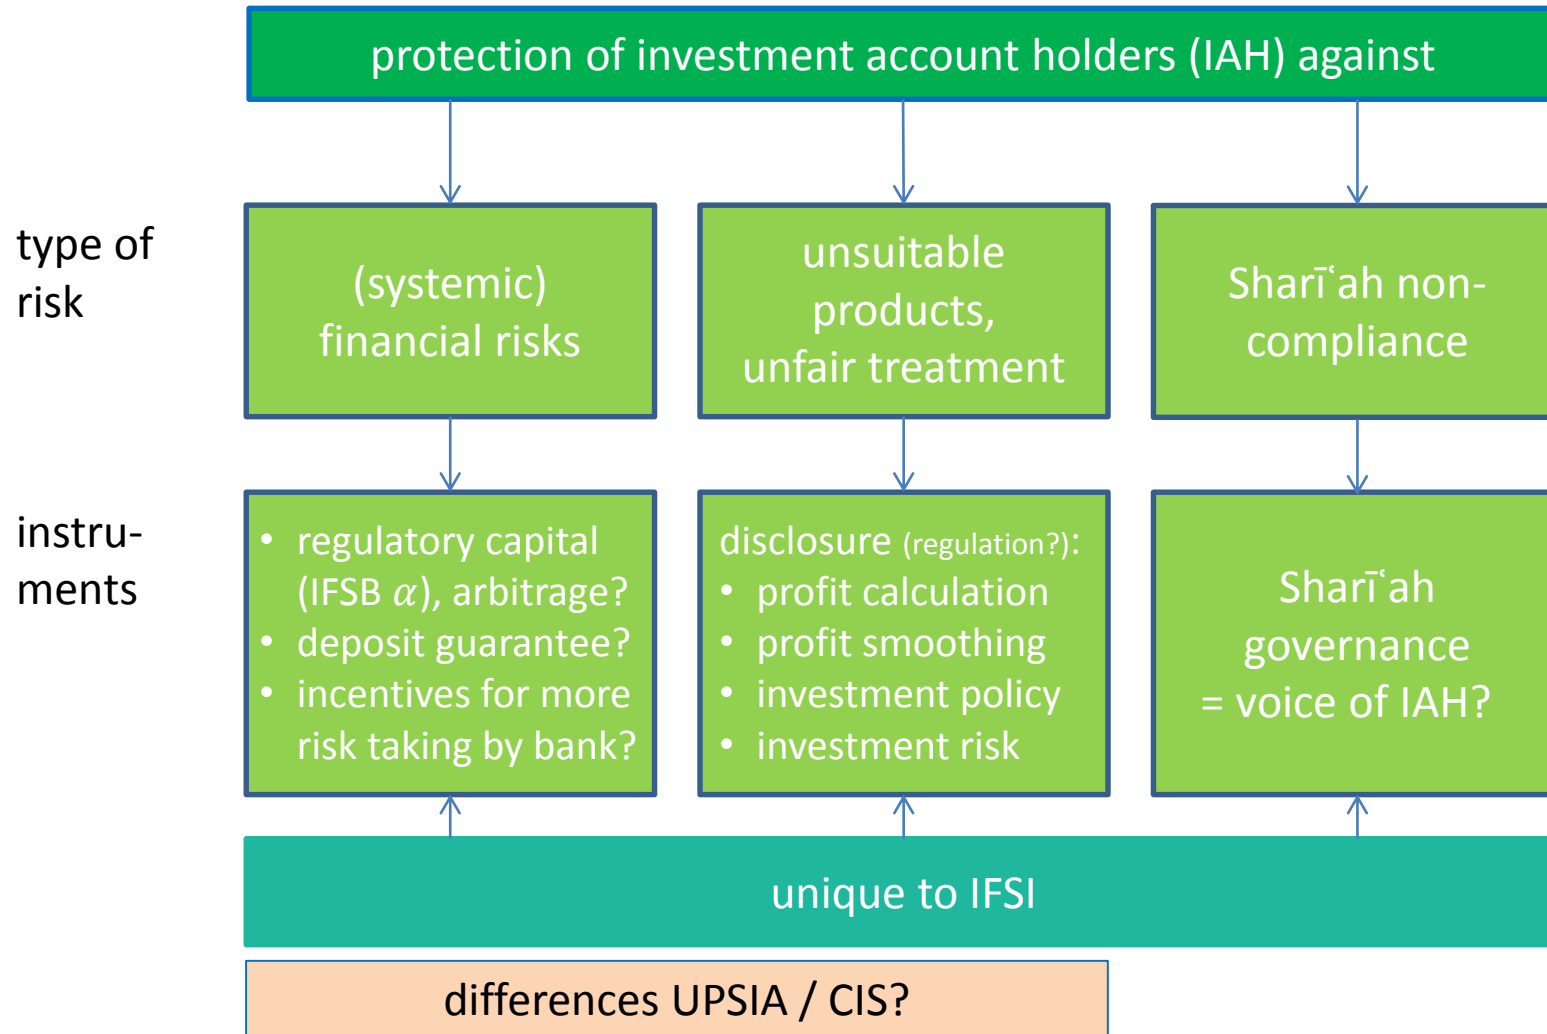 protection of investment account holders (IAH) against
type of
risk
(systemic)
financial risks
unsuitable
products,
unfair treatment
Sharīʿah non-
compliance
instru-
ments
• regulatory capital
(IFSB α), arbitrage?
• deposit guarantee?
• incentives for more
risk taking by bank?
disclosure (regulation?):
• profit calculation
• profit smoothing
• investment policy
• investment risk
Sharīʿah
governance
= voice of IAH?
unique to IFSI
differences UPSIA / CIS?